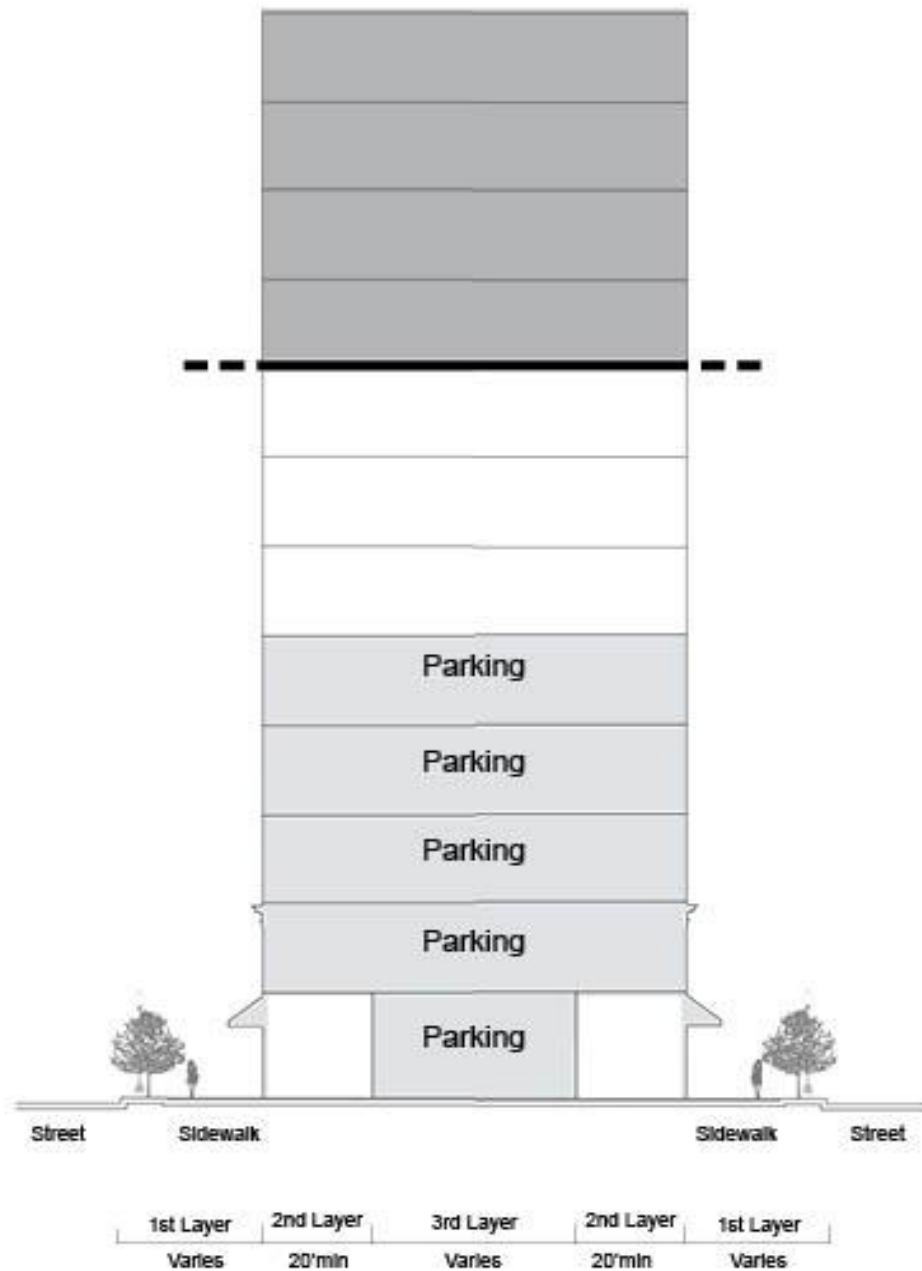 Parking
Parking
Parking
Parking
Parking
Street Sidewalk Sidewalk Street
1st Layer 2nd Layer 3rd Layer 2nd Layer 1st Layer
Varies 20'min Varies 20'min Varies